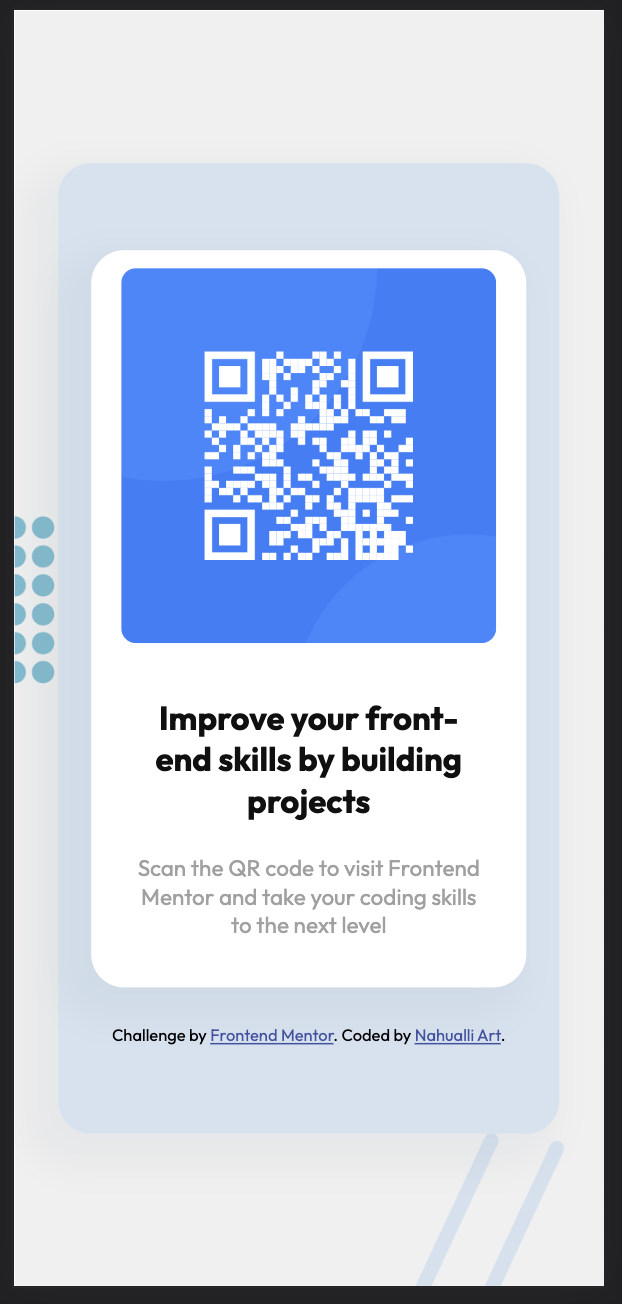 Improve your front-
end skills by building
projects
Scan the QR code to visit Frontend
Mentor and take your coding skills
to the next level
Challenge by Frontend Mentor. Coded by Nahualli Art.